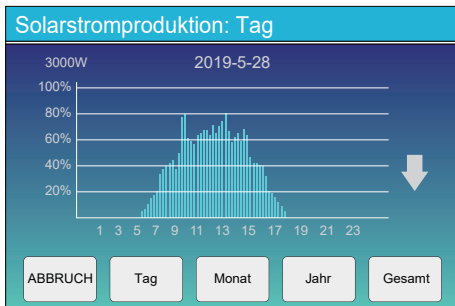 Solarstromproduktion: Tag
3000W 2019-5-28
100%
80%
60%
40%
20%
1 3 5 7 9 11 13 15 17 19 21 23
ABBRUCH Tag Monat Jahr Gesamt